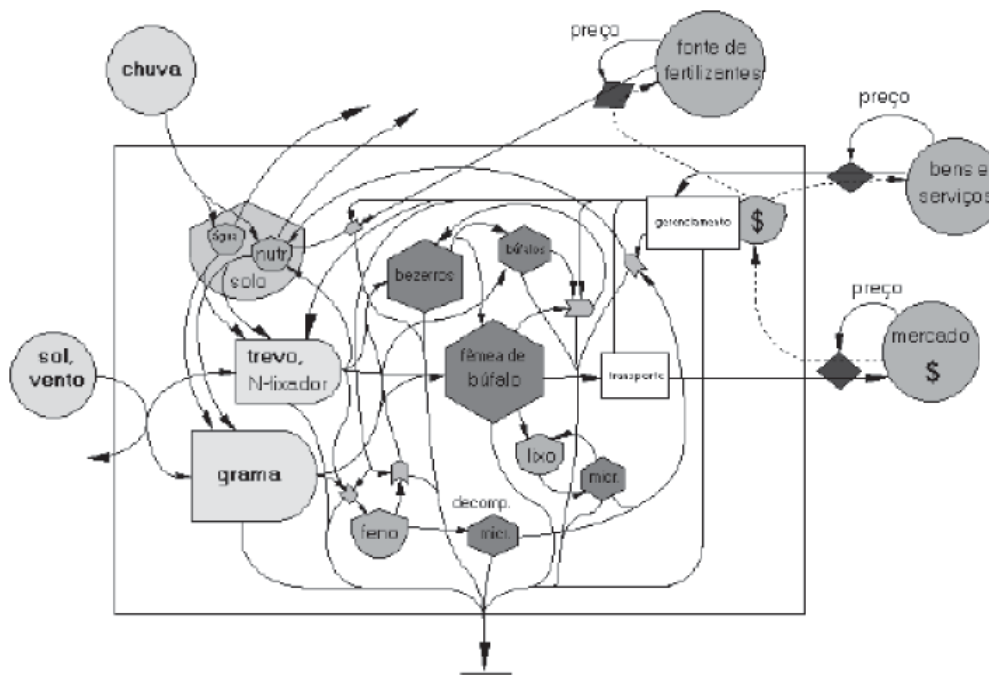 chuva
preço
fonte de
fertilizantes
preço
bens e
serviços
água
nutr.
solo
bezerros
búfalos
gerenciamento
$
preço
mercado
$
sol,
vento
trevo,
N-fixador
fêmea de
búfalo
transporte
grama
lixo
micr.
decomp.
feno
micr.